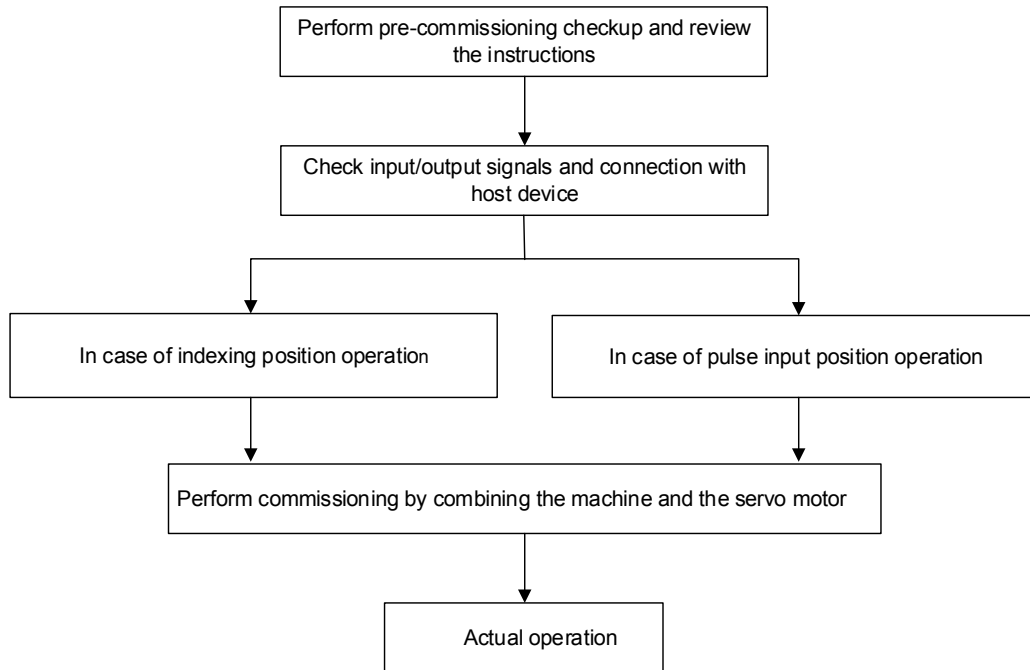 Perform pre-commissioning checkup and review
the instructions
Check input/output signals and connection with
host device
In case of indexing position operation
In case of pulse input position operation
Perform commissioning by combining the machine and the servo motor
Actual operation